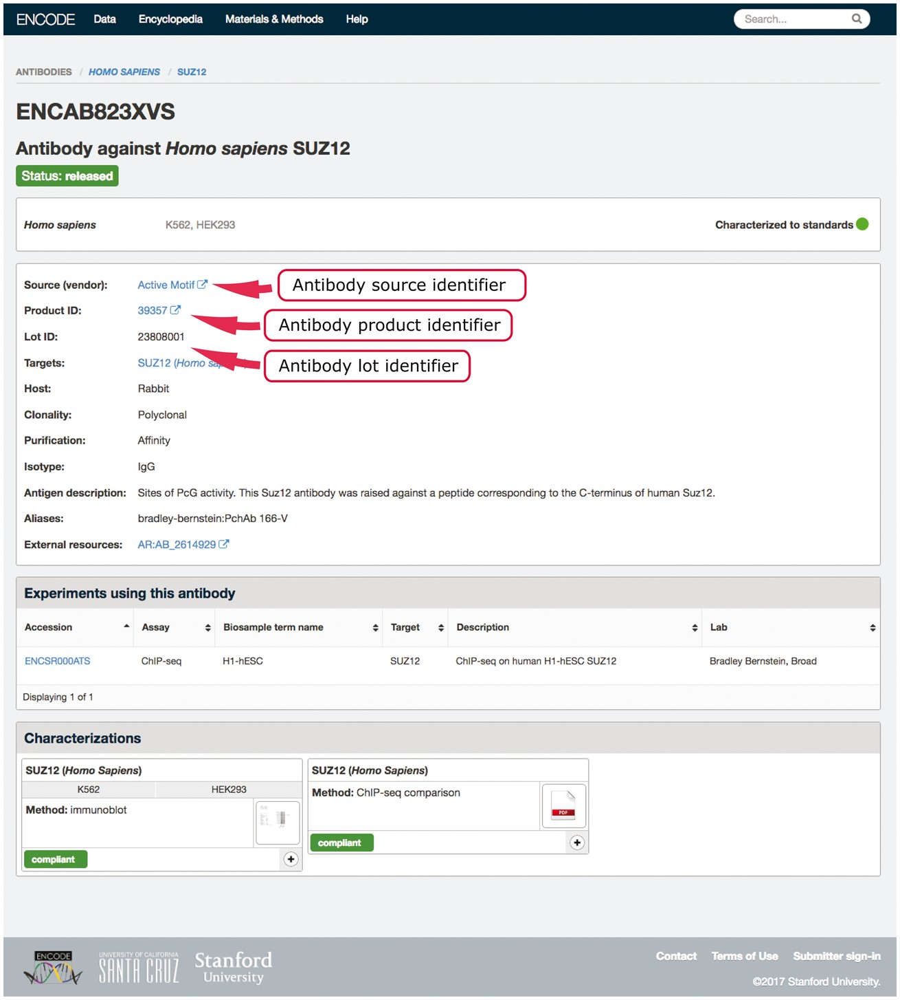 ENCODE Data Encyclopedia Materials & Methods Help Search...
ANTIBODIES / HOMO SAPIENS / SUZ12
ENCAB823XVS
Antibody against Homo sapiens SUZ12
Status: released
Homo sapiens K562, HEK293 Characterized to standards
Source (vendor): Active Motif Antibody source identifier
Product ID: 39357 Antibody product identifier
Lot ID: 23808001
Targets: SUZ12 (Homo Antibody lot identifier
Host: Rabbit
Clonality: Polyclonal
Purification: Affinity
Isotype: IgG
Antigen description: Sites of PcG activity. This Suz12 antibody was raised against a peptide corresponding to the C-terminus of human Suz12.
Aliases: bradley-bernstein:PchAb 166-V
External resources: AR:AB_2614929
Experiments using this antibody
Accession Assay Biosample term name Target Description Lab
ENCSR000ATS ChIP-seq H1-hESC SUZ12 ChIP-seq on human H1-hESC SUZ12 Bradley Bernstein, Broad
Displaying 1 of 1
Characterizations
SUZ12 (Homo Sapiens)
K562 HEK293
Method: immunoblot
compliant
SUZ12 (Homo Sapiens)
Method: ChIP-seq comparison
PDF
compliant
ENCODE
UNIVERSITY OF CALIFORNIA
SANTA CRUZ
Stanford
University
Contact Terms of Use Submitter sign-in
©2017 Stanford University.